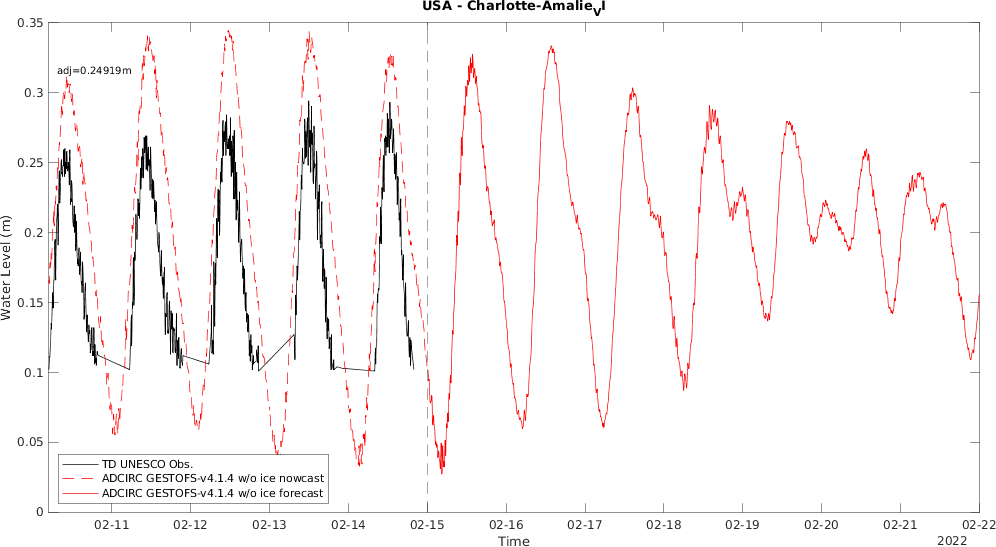 USA - Charlotte-AmalieVI
adj=0.24919m
Water Level (m)
0.35
0.3
0.25
0.2
0.15
0.1
0.05
0
TD UNESCO Obs.
ADCIRC GESTOFS-v4.1.4 w/o ice nowcast
ADCIRC GESTOFS-v4.1.4 w/o ice forecast
02-11 02-12 02-13 02-14 02-15 02-16 02-17 02-18 02-19 02-20 02-21 02-22
Time
2022